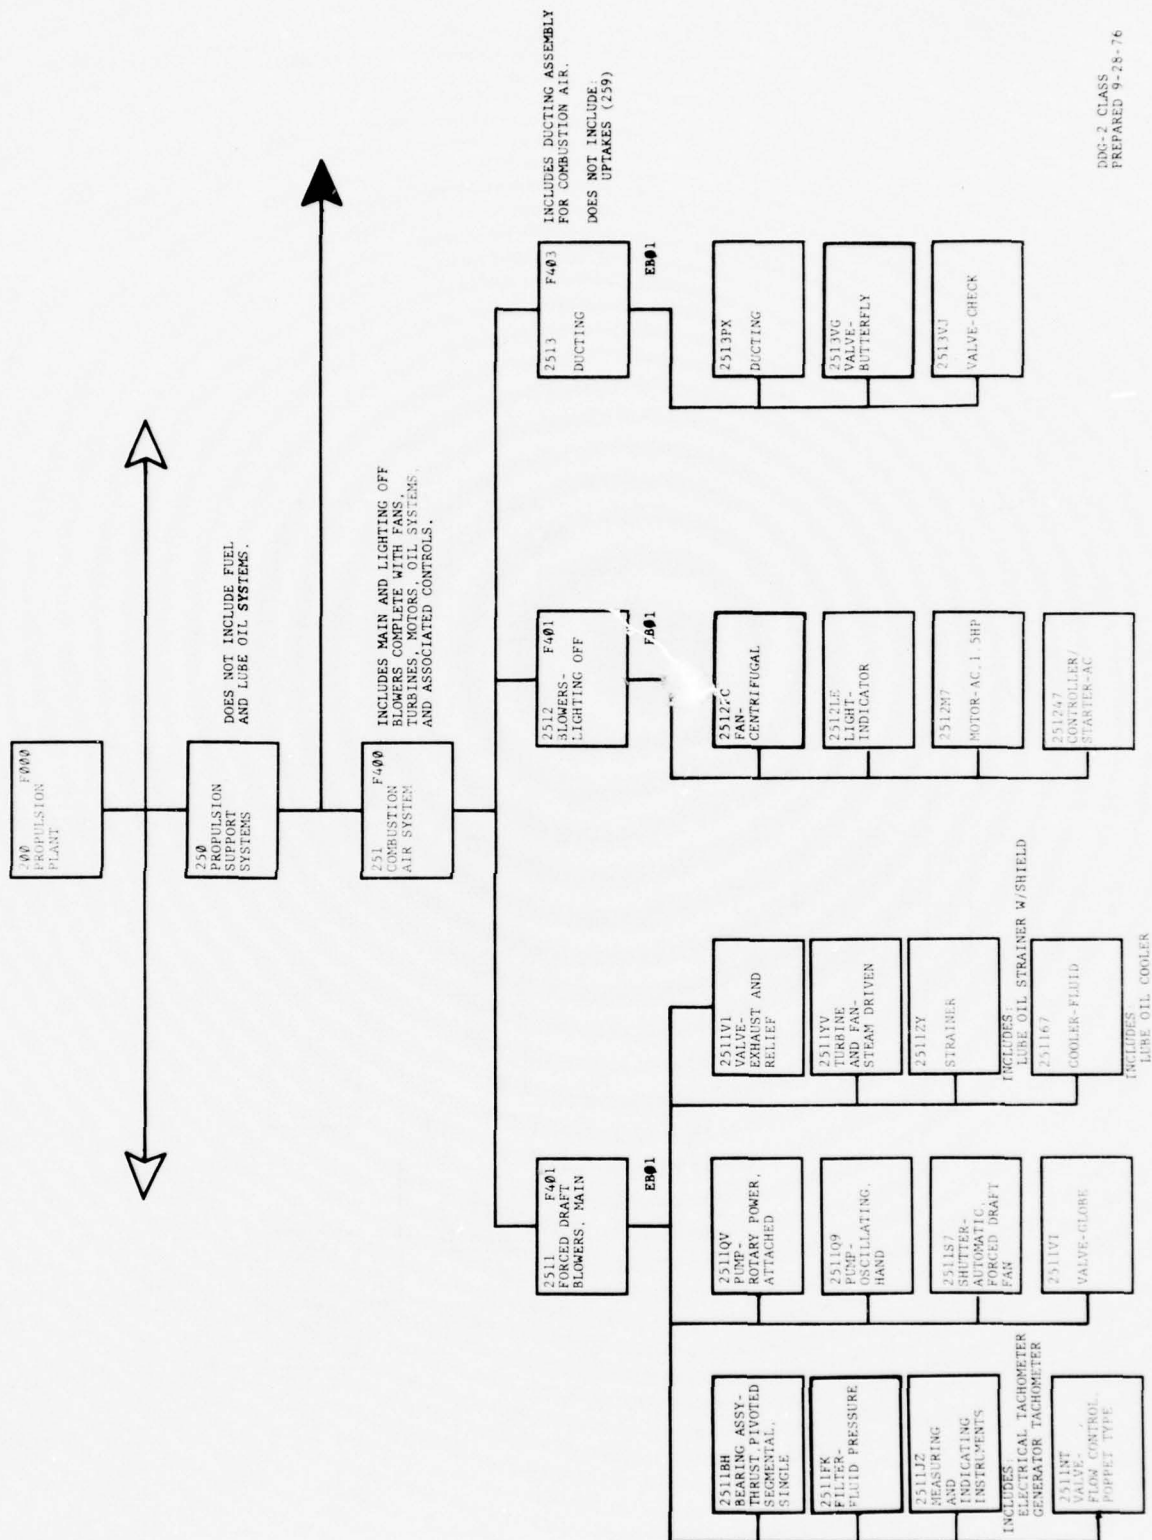 200 F000
PROPULSION
PLANT
250
PROPULSION
SUPPORT
SYSTEMS
DOES NOT INCLUDE FUEL
AND LUBE OIL SYSTEMS.
251 F400
COMBUSTION
AIR SYSTEM
INCLUDES MAIN AND LIGHTING OFF
BLOWERS COMPLETE WITH FANS,
TURBINES, MOTORS, OIL SYSTEMS,
AND ASSOCIATED CONTROLS.
2511 F401
FORCED DRAFT
BLOWERS, MAIN
EB01
2512 F401
BLOWERS-
LIGHTING OFF
EB01
2513 F403
DUCTING
EB01
INCLUDES DUCTING ASSEMBLY
FOR COMBUSTION AIR.
DOES NOT INCLUDE:
UPTAKES (259)
2511BH
BEARING ASSY-
THRUST, PIVOTED
SEGMENTAL,
SINGLE
2511FK
FILTER-
FLUID PRESSURE
2511JZ
MEASURING
AND
INDICATING
INSTRUMENTS
INCLUDES
ELECTRICAL TACHOMETER
GENERATOR TACHOMETER
2511NT
VALVE-
FLOW CONTROL,
POPPET TYPE
2511QV
PUMP-
ROTARY POWER,
ATTACHED
2511Q9
PUMP-
OSCILLATING,
HAND
2511S7
SHUTTER-
AUTOMATIC,
FORCED DRAFT
FAN
2511VT
VALVE-GLOBE
2511V1
VALVE-
EXHAUST AND
RELIEF
2511YV
TURBINE
AND FAN-
STEAM DRIVEN
2511ZY
STRAINER
INCLUDES:
LUBE OIL STRAINER W/SHIELD
251167
COOLER-FLUID
INCLUDES
LUBE OIL COOLER
FAN-
CENTRIFUGAL
2512LE
LIGHT-
INDICATOR
2512M7
MOTOR-AC, 1.5HP
251247
CONTROLLER/
STARTER-AC
2513PX
DUCTING
2513VG
VALVE-
BUTTERFLY
2513VJ
VALVE-CHECK
DDG-2 CLASS
PREPARED 9-28-76